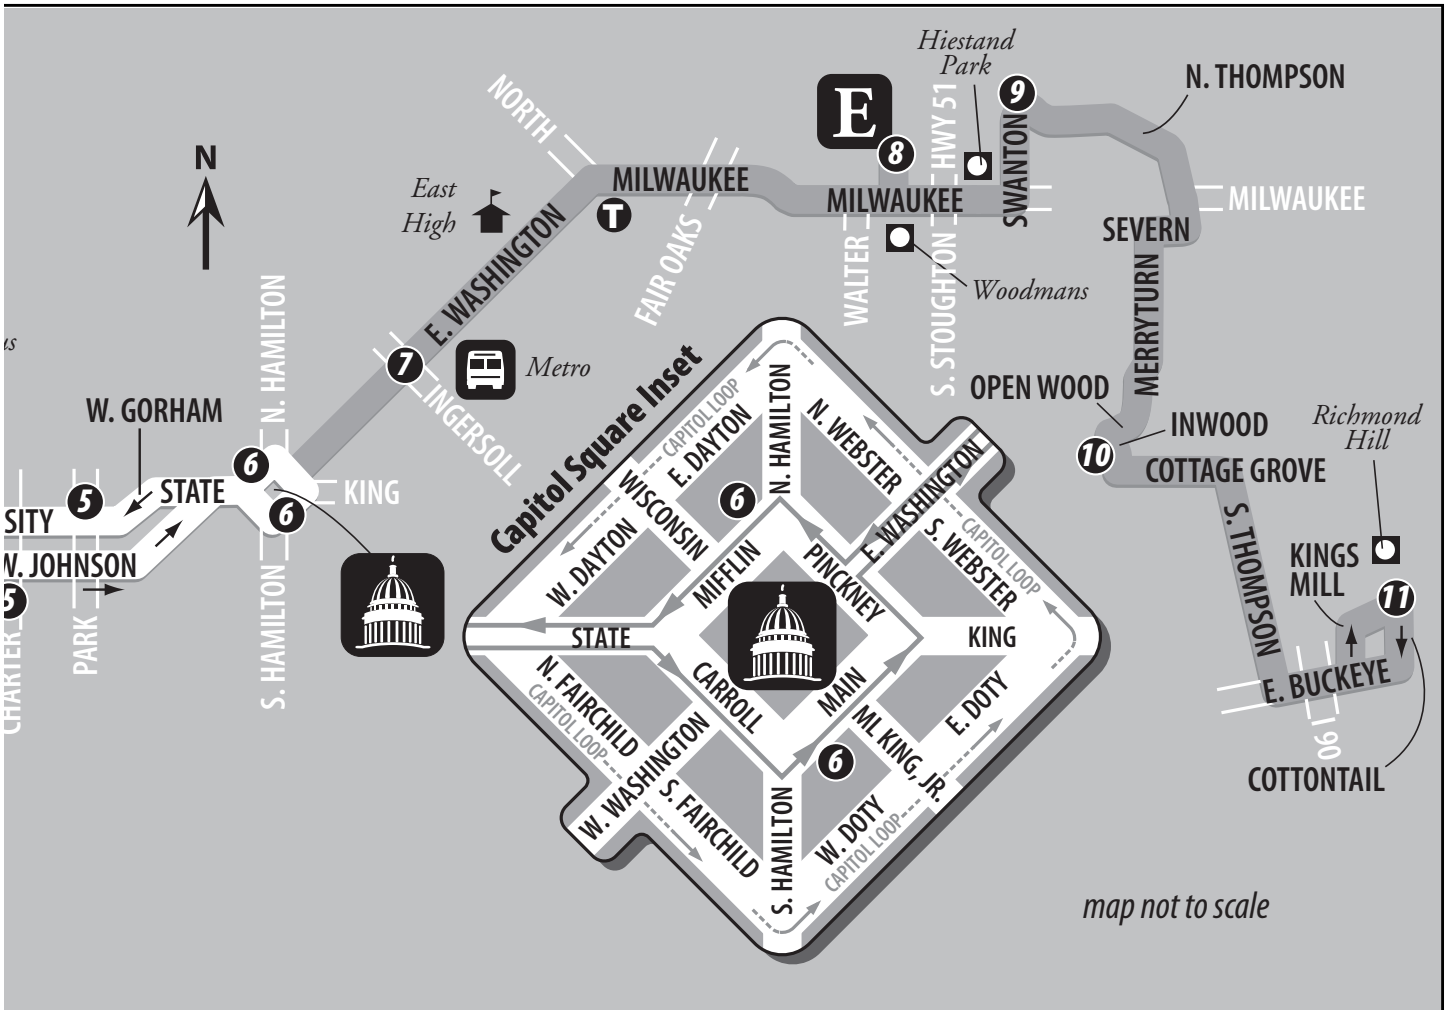 Hiestand
Park
HWY 51
9
N. THOMPSON
NORTH
E
8
N
East
High
MILWAUKEE
T
MILWAUKEE
SWANTON
MILWAUKEE
E. WASHINGTON
FAIR OAKS
WALTER
S. STOUGHTON
Woodmans
SEVERN
MERRYTURN
N. HAMILTON
7
Metro
INGERSOLL
OPEN WOOD
INWOOD
10
COTTAGE GROVE
Richmond
Hill
W. GORHAM
6
5
STATE
6
KING
SITY
W. JOHNSON
5
CHARTER
PARK
S. HAMILTON
Capitol Square Inset
CAPITOL LOOP
E. DAYTON
N. HAMILTON
N. WEBSTER
WISCONSIN
6
E. WASHINGTON
W. DAYTON
MIFFLIN
PINCKNEY
S. WEBSTER
CAPITOL LOOP
STATE
KING
N. FAIRCHILD
CAPITOL LOOP
CARROLL
MAIN
E. DOTY
W. WASHINGTON
S. FAIRCHILD
6
ML KING, JR.
S. HAMILTON
W. DOTY
CAPITOL LOOP
S. THOMPSON
KINGS
MILL
11
E. BUCKEYE
I 90
COTTONTAIL
map not to scale